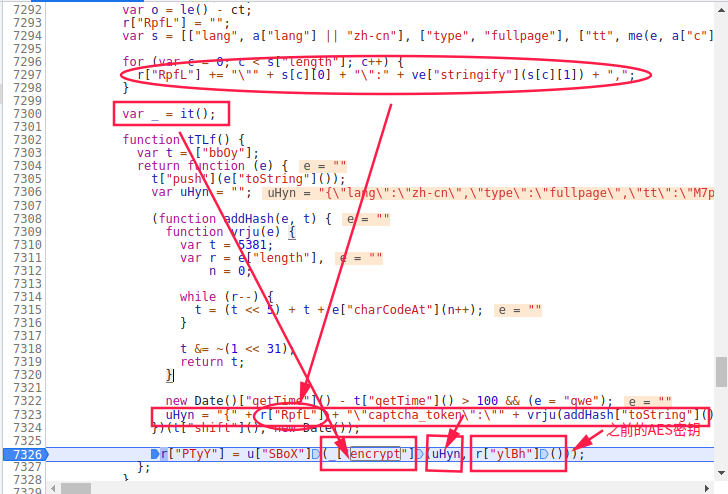 7292 var o = le() - ct;
7293 r["RpfL"] = "";
7294 var s = [["lang", a["lang"] || "zh-cn"], ["type", "fullpage"], ["tt", me(e, a["c"]
7295
7296 for (var c = 0; c < s["length"]; c++) {
7297 r["RpfL"] += "\"" + s[c][0] + "\":" + ve["stringify"](s[c][1]) + ",";
7298 }
7299
7300 var _ = it();
7301
7302 function tTLf() {
7303 var t = ["bbOy"];
7304 return function (e) { e = ""
7305 t["push"](e["toString"]());
7306 var uHyn = ""; uHyn = "{\"lang\":\"zh-cn\",\"type\":\"fullpage\",\"tt\":\"M7p
7307
7308 (function addHash(e, t) { e = ""
7309 function vrju(e) {
7310 var t = 5381;
7311 var r = e["length"], e = ""
7312 n = 0;
7313
7314 while (r--) {
7315 t = (t << 5) + t + e["charCodeAt"](n++); e = ""
7316 }
7317
7318 t &= ~(1 << 31);
7319 return t;
7320 }
7321
7322 new Date()["getTime"]() - t["getTime"]() > 100 && (e = "qwe"); e = ""
7323 uHyn = "{" + r["RpfL"] + "\"captcha_token\":\"" + vrju(addHash["toString"]()
7324 })(t["shift"](), new Date());
之前的AES密钥
7325
7326 r["PTyY"] = u["SBoX"](_["encrypt"](uHyn, r["ylBh"]()));
7327 };
7328 }